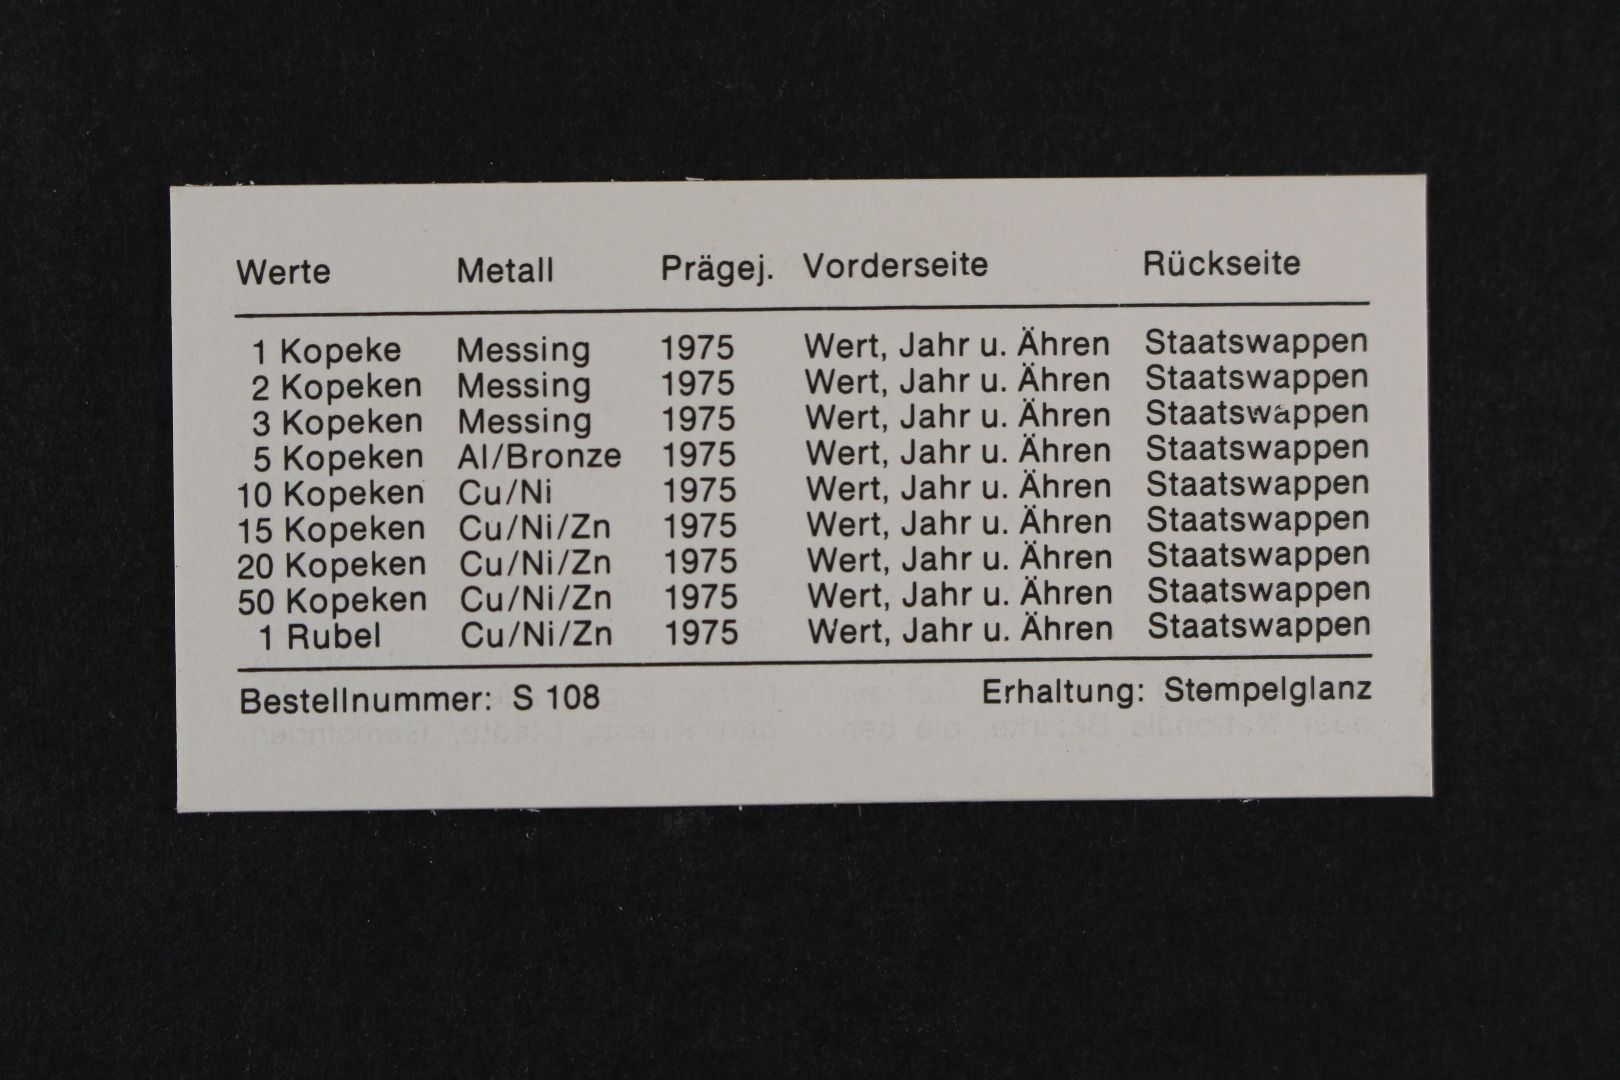 Werte Metall Prägej. Vorderseite Rückseite
1 Kopeke Messing 1975 Wert, Jahr u. Ähren Staatswappen
2 Kopeken Messing 1975 Wert, Jahr u. Ähren Staatswappen
3 Kopeken Messing 1975 Wert, Jahr u. Ähren Staatswappen
5 Kopeken Al/Bronze 1975 Wert, Jahr u. Ähren Staatswappen
10 Kopeken Cu/Ni 1975 Wert, Jahr u. Ähren Staatswappen
15 Kopeken Cu/Ni/Zn 1975 Wert, Jahr u. Ähren Staatswappen
20 Kopeken Cu/Ni/Zn 1975 Wert, Jahr u. Ähren Staatswappen
50 Kopeken Cu/Ni/Zn 1975 Wert, Jahr u. Ähren Staatswappen
1 Rubel Cu/Ni/Zn 1975 Wert, Jahr u. Ähren Staatswappen
Bestellnummer: S 108 Erhaltung: Stempelglanz